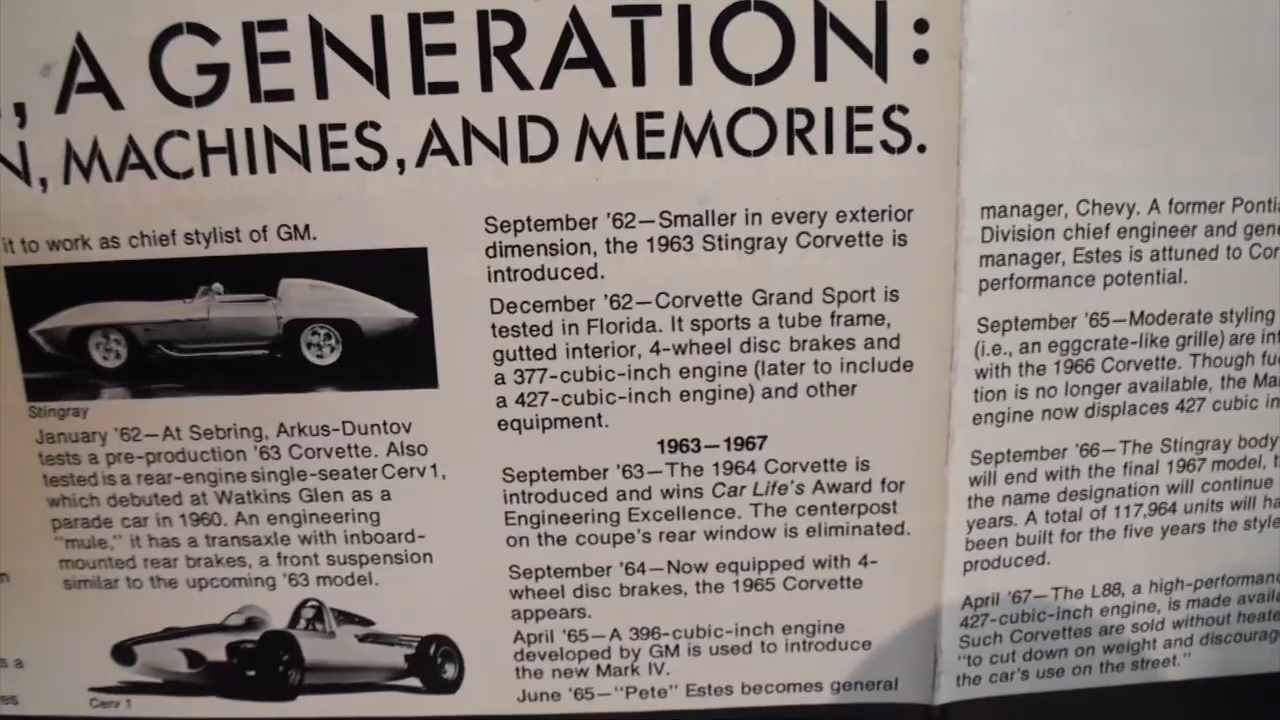 , A GENERATION:
N, MACHINES, AND MEMORIES.
it to work as chief stylist of GM.
Stingray
January '62—At Sebring, Arkus-Duntov
tests a pre-production '63 Corvette. Also
tested is a rear-engine single-seater Cerv 1,
which debuted at Watkins Glen as a
parade car in 1960. An engineering
"mule," it has a transaxle with inboard-
mounted rear brakes, a front suspension
similar to the upcoming '63 model.
Cerv 1
September '62—Smaller in every exterior
dimension, the 1963 Stingray Corvette is
introduced.
December '62—Corvette Grand Sport is
tested in Florida. It sports a tube frame,
gutted interior, 4-wheel disc brakes and
a 377-cubic-inch engine (later to include
a 427-cubic-inch engine) and other
equipment.
1963—1967
September '63—The 1964 Corvette is
introduced and wins Car Life's Award for
Engineering Excellence. The centerpost
on the coupe's rear window is eliminated.
September '64—Now equipped with 4-
wheel disc brakes, the 1965 Corvette
appears.
April '65—A 396-cubic-inch engine
developed by GM is used to introduce
the new Mark IV.
June '65—"Pete" Estes becomes general
manager, Chevy. A former Ponti
Division chief engineer and gene
manager, Estes is attuned to Cor
performance potential.
September '65—Moderate styling
(i.e., an eggcrate-like grille) are int
with the 1966 Corvette. Though fue
tion is no longer available, the Ma
engine now displaces 427 cubic in
September '66—The Stingray body
will end with the final 1967 model, t
the name designation will continue
years. A total of 117,964 units will ha
been built for the five years the style
produced.
April '67—The L88, a high-performanc
427-cubic-inch engine, is made availa
Such Corvettes are sold without heate
"to cut down on weight and discourag
the car's use on the street."